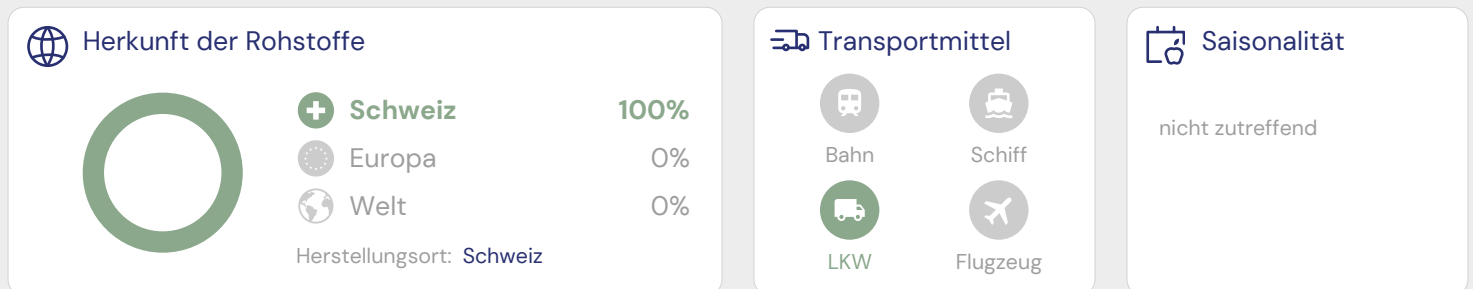 Herkunft der Rohstoffe
Schweiz 100%
Europa 0%
Welt 0%
Herstellungsort: Schweiz
Transportmittel
Bahn Schiff
LKW Flugzeug
Saisonalität
nicht zutreffend